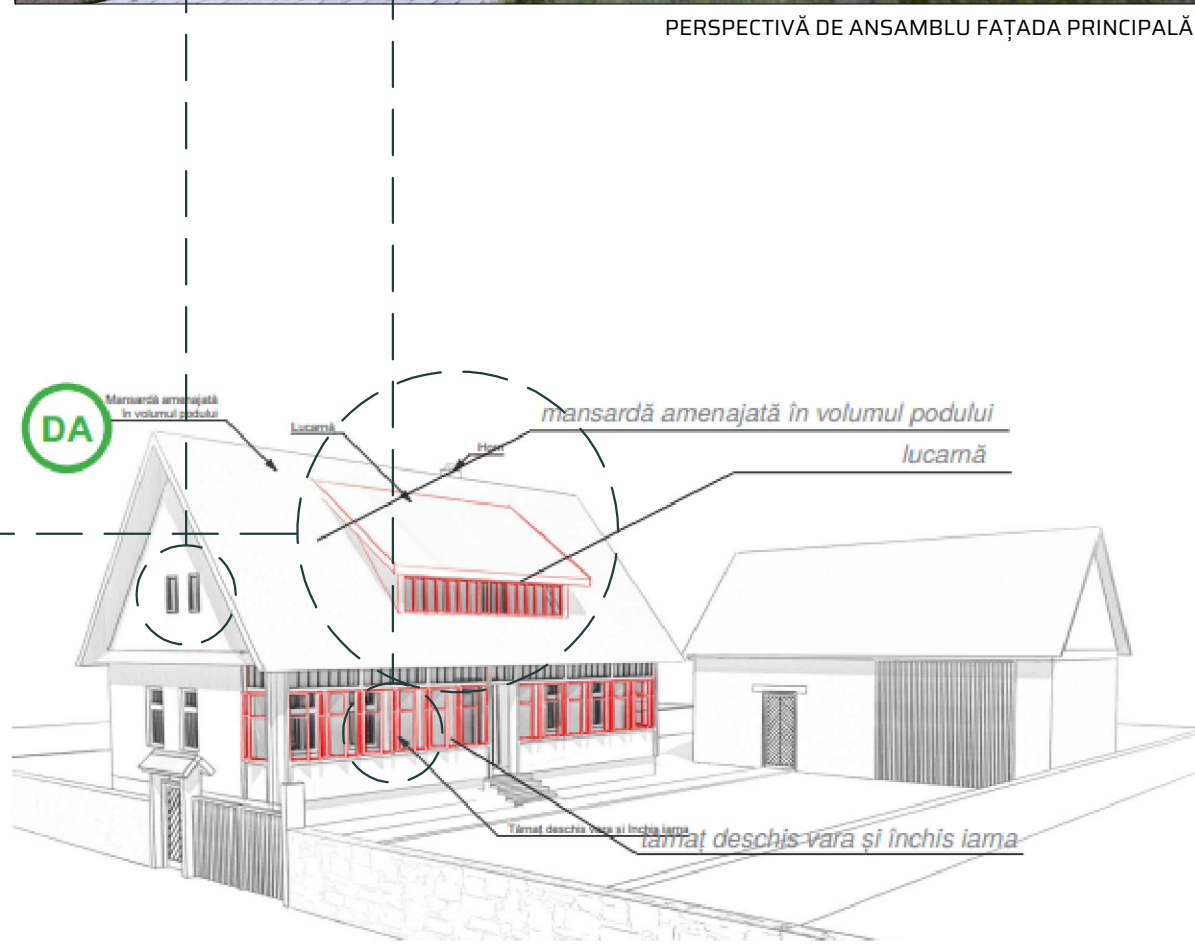 PERSPECTIVĂ DE ANSAMBLU FAȚADA PRINCIPALĂ
DA
Mansardă amenajată
în volumul podului
Lucarnă
Horn
mansardă amenajată în volumul podului
lucarnă
Târnaț deschis vara și închis iarna
târnaț deschis vara și închis iarna